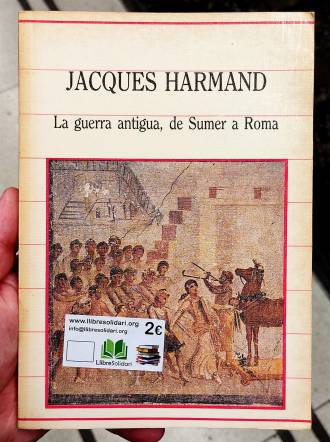 JACQUES HARMAND
La guerra antigua, de Sumer a Roma
www.llibresolidari.org
info@llibresolidari.org
2€
LlibreSolidari